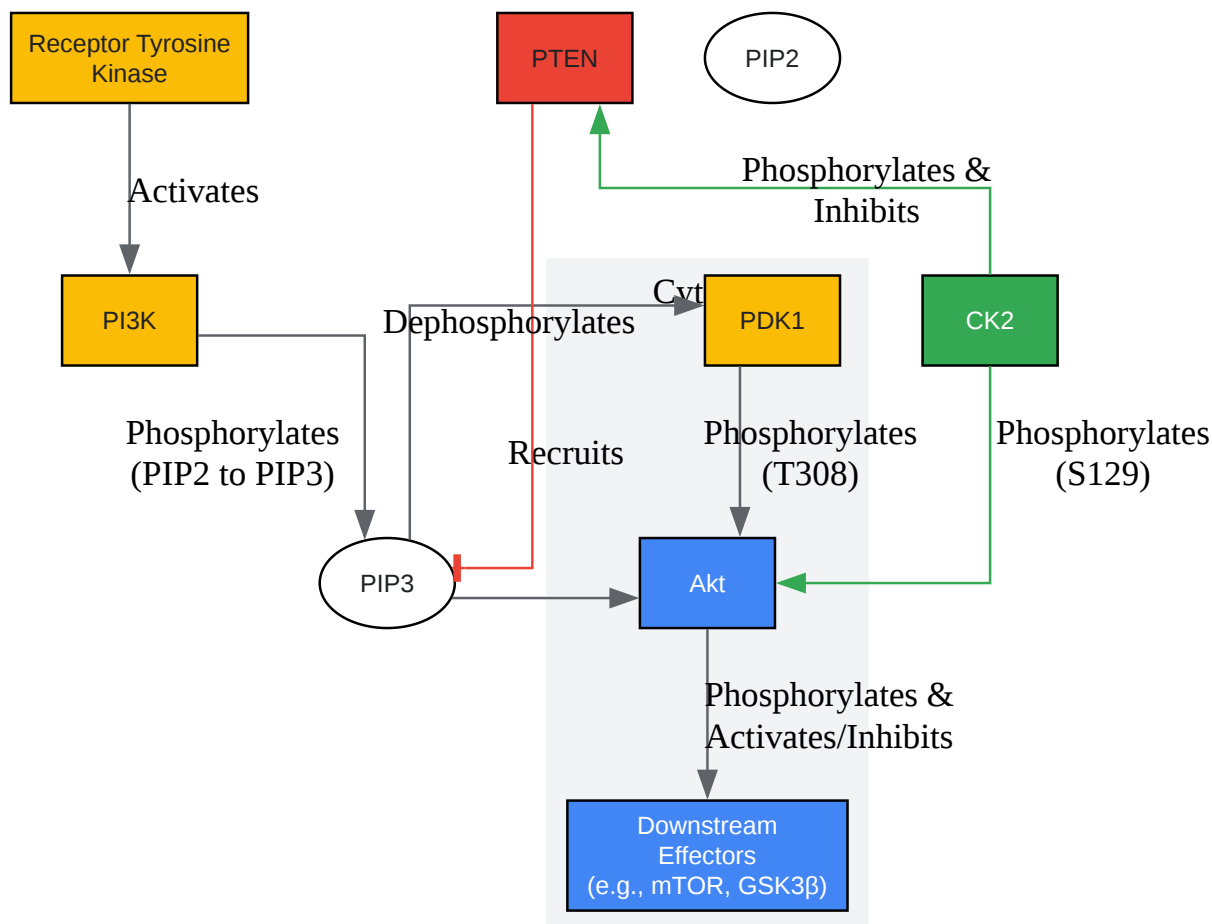 Receptor Tyrosine
Kinase
PTEN
PIP2
Activates
Phosphorylates &
Inhibits
PI3K
Dephosphorylates
PDK1
CK2
Phosphorylates
(PIP2 to PIP3)
Recruits
Phosphorylates
(T308)
Phosphorylates
(S129)
PIP3
Akt
Phosphorylates &
Activates/Inhibits
Downstream
Effectors
(e.g., mTOR, GSK3β)